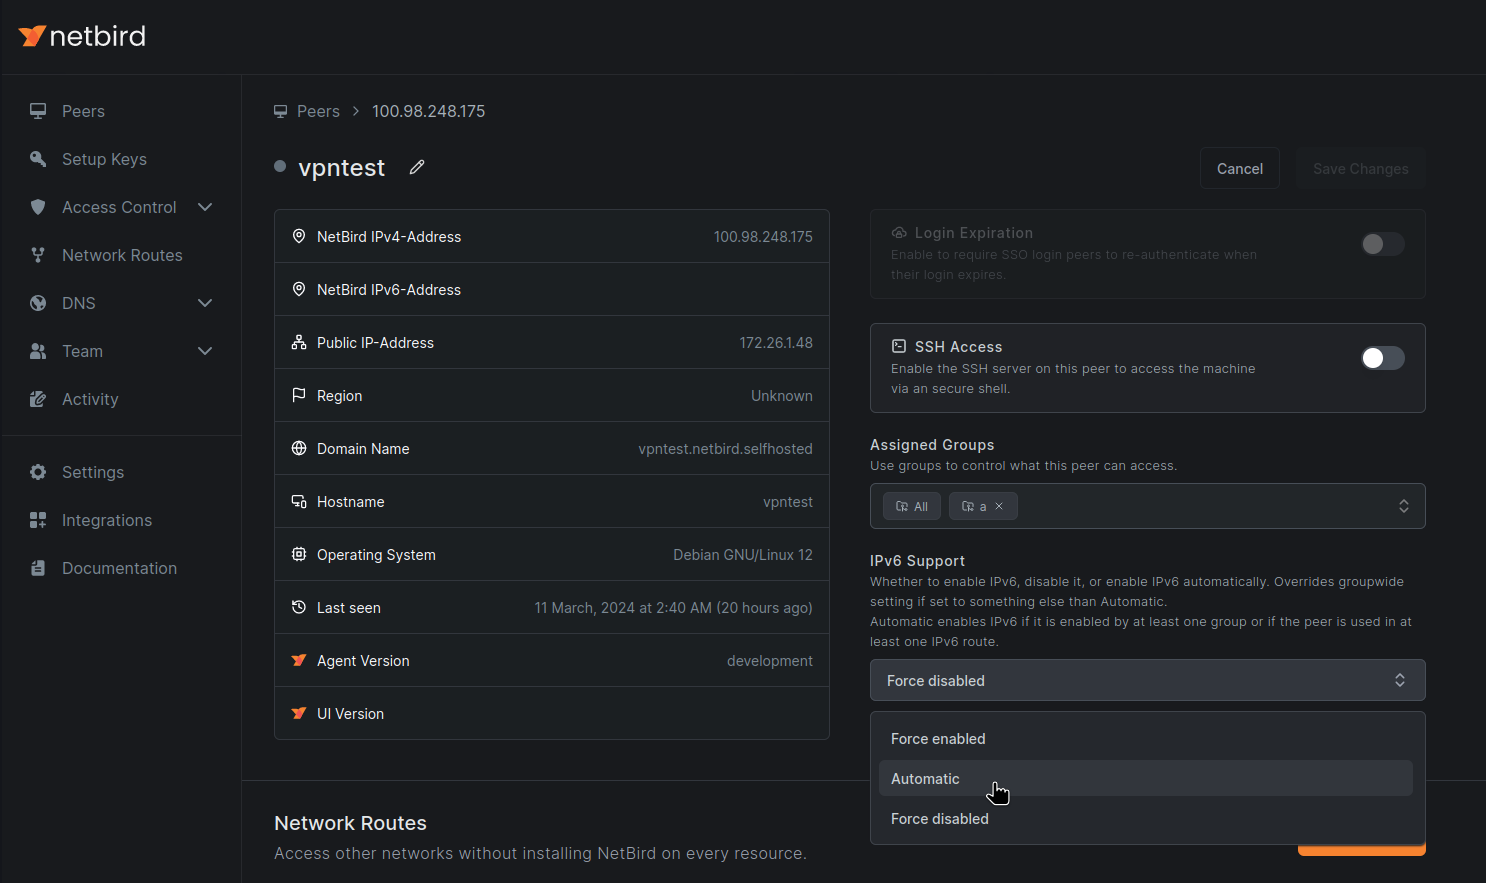 netbird
Peers
Setup Keys
Access Control
Network Routes
DNS
Team
Activity
Settings
Integrations
Documentation
Peers > 100.98.248.175
vpntest
Cancel
Save Changes
NetBird IPv4-Address 100.98.248.175
NetBird IPv6-Address
Public IP-Address 172.26.1.48
Region Unknown
Domain Name vpntest.netbird.selfhosted
Hostname vpntest
Operating System Debian GNU/Linux 12
Last seen 11 March, 2024 at 2:40 AM (20 hours ago)
Agent Version development
UI Version
Login Expiration
Enable to require SSO login peers to re-authenticate when
their login expires.
SSH Access
Enable the SSH server on this peer to access the machine
via an secure shell.
Assigned Groups
Use groups to control what this peer can access.
All a ×
IPv6 Support
Whether to enable IPv6, disable it, or enable IPv6 automatically. Overrides groupwide
setting if set to something else than Automatic.
Automatic enables IPv6 if it is enabled by at least one group or if the peer is used in at
least one IPv6 route.
Force disabled
Force enabled
Automatic
Force disabled
Network Routes
Access other networks without installing NetBird on every resource.